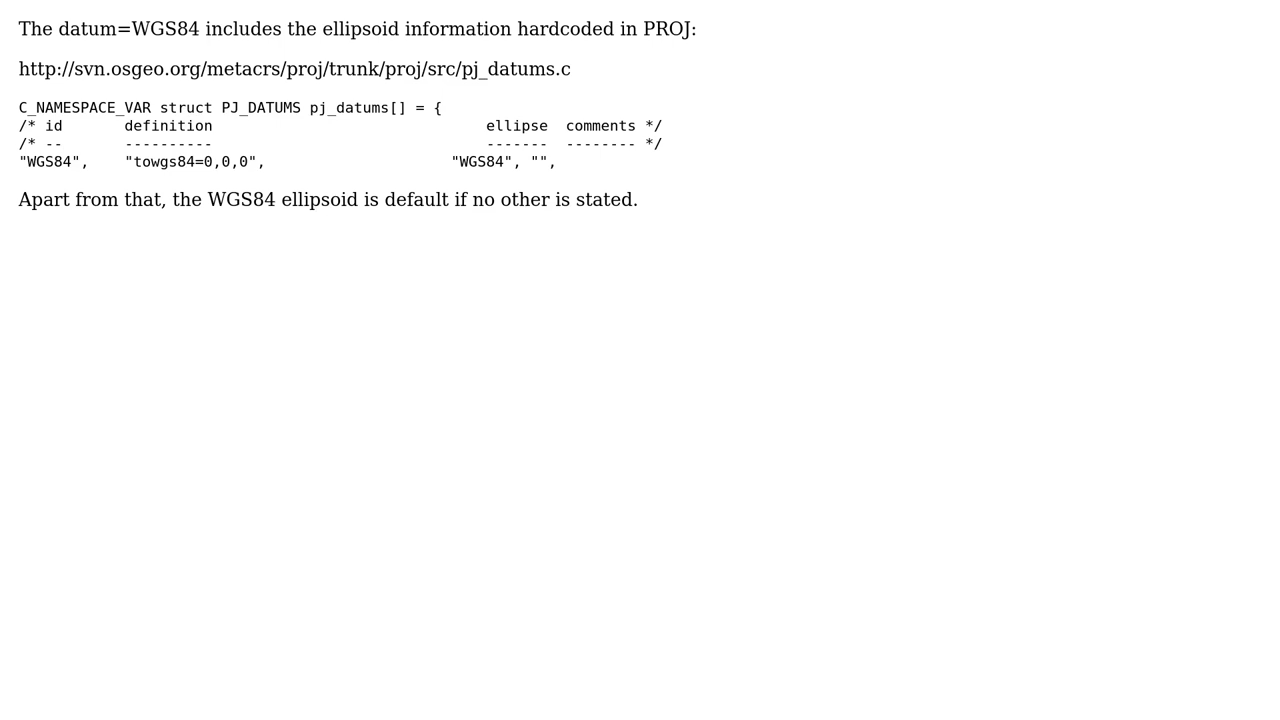 The datum=WGS84 includes the ellipsoid information hardcoded in PROJ:
http://svn.osgeo.org/metacrs/proj/trunk/proj/src/pj_datums.c
C_NAMESPACE_VAR struct PJ_DATUMS pj_datums[] = {
/* id       definition                               ellipse  comments */
/* --       ----------                               -------  -------- */
"WGS84",    "towgs84=0,0,0",                     "WGS84", "",
Apart from that, the WGS84 ellipsoid is default if no other is stated.